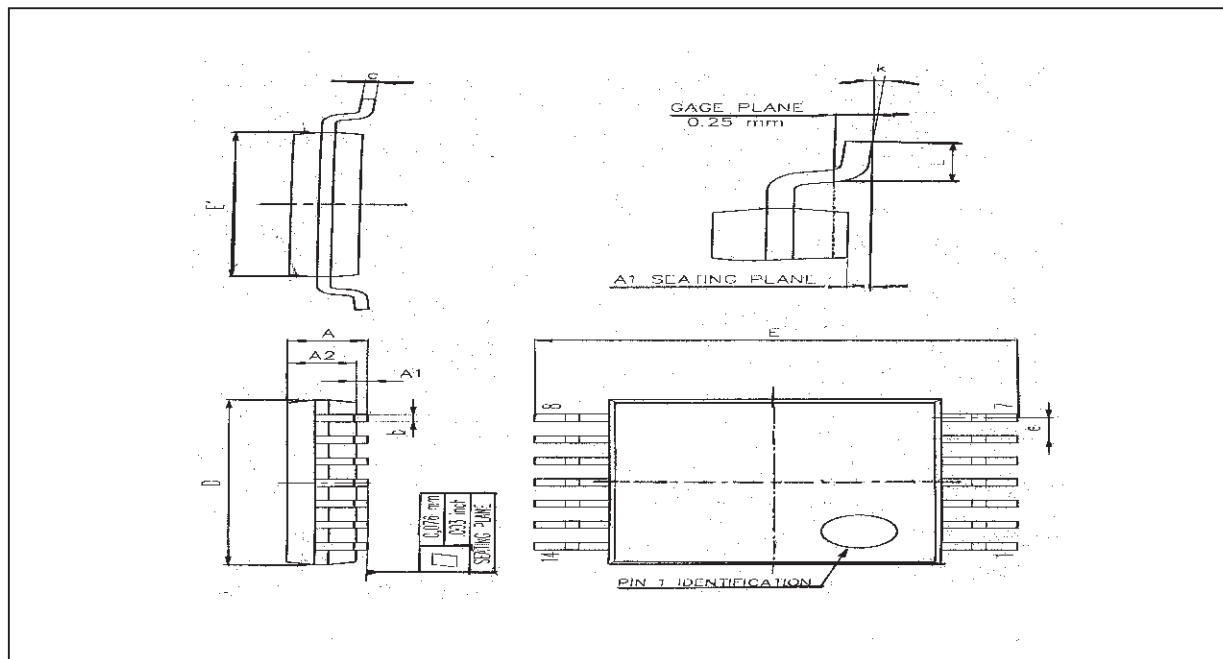 c
k
GAGE PLANE
0.25 mm
L
E'
A1 SEATING PLANE
A
E
A2
A1
8
7
b
e
D
0,076 mm
.003 inch
SEATING PLANE
14
1
PIN 1 IDENTIFICATION